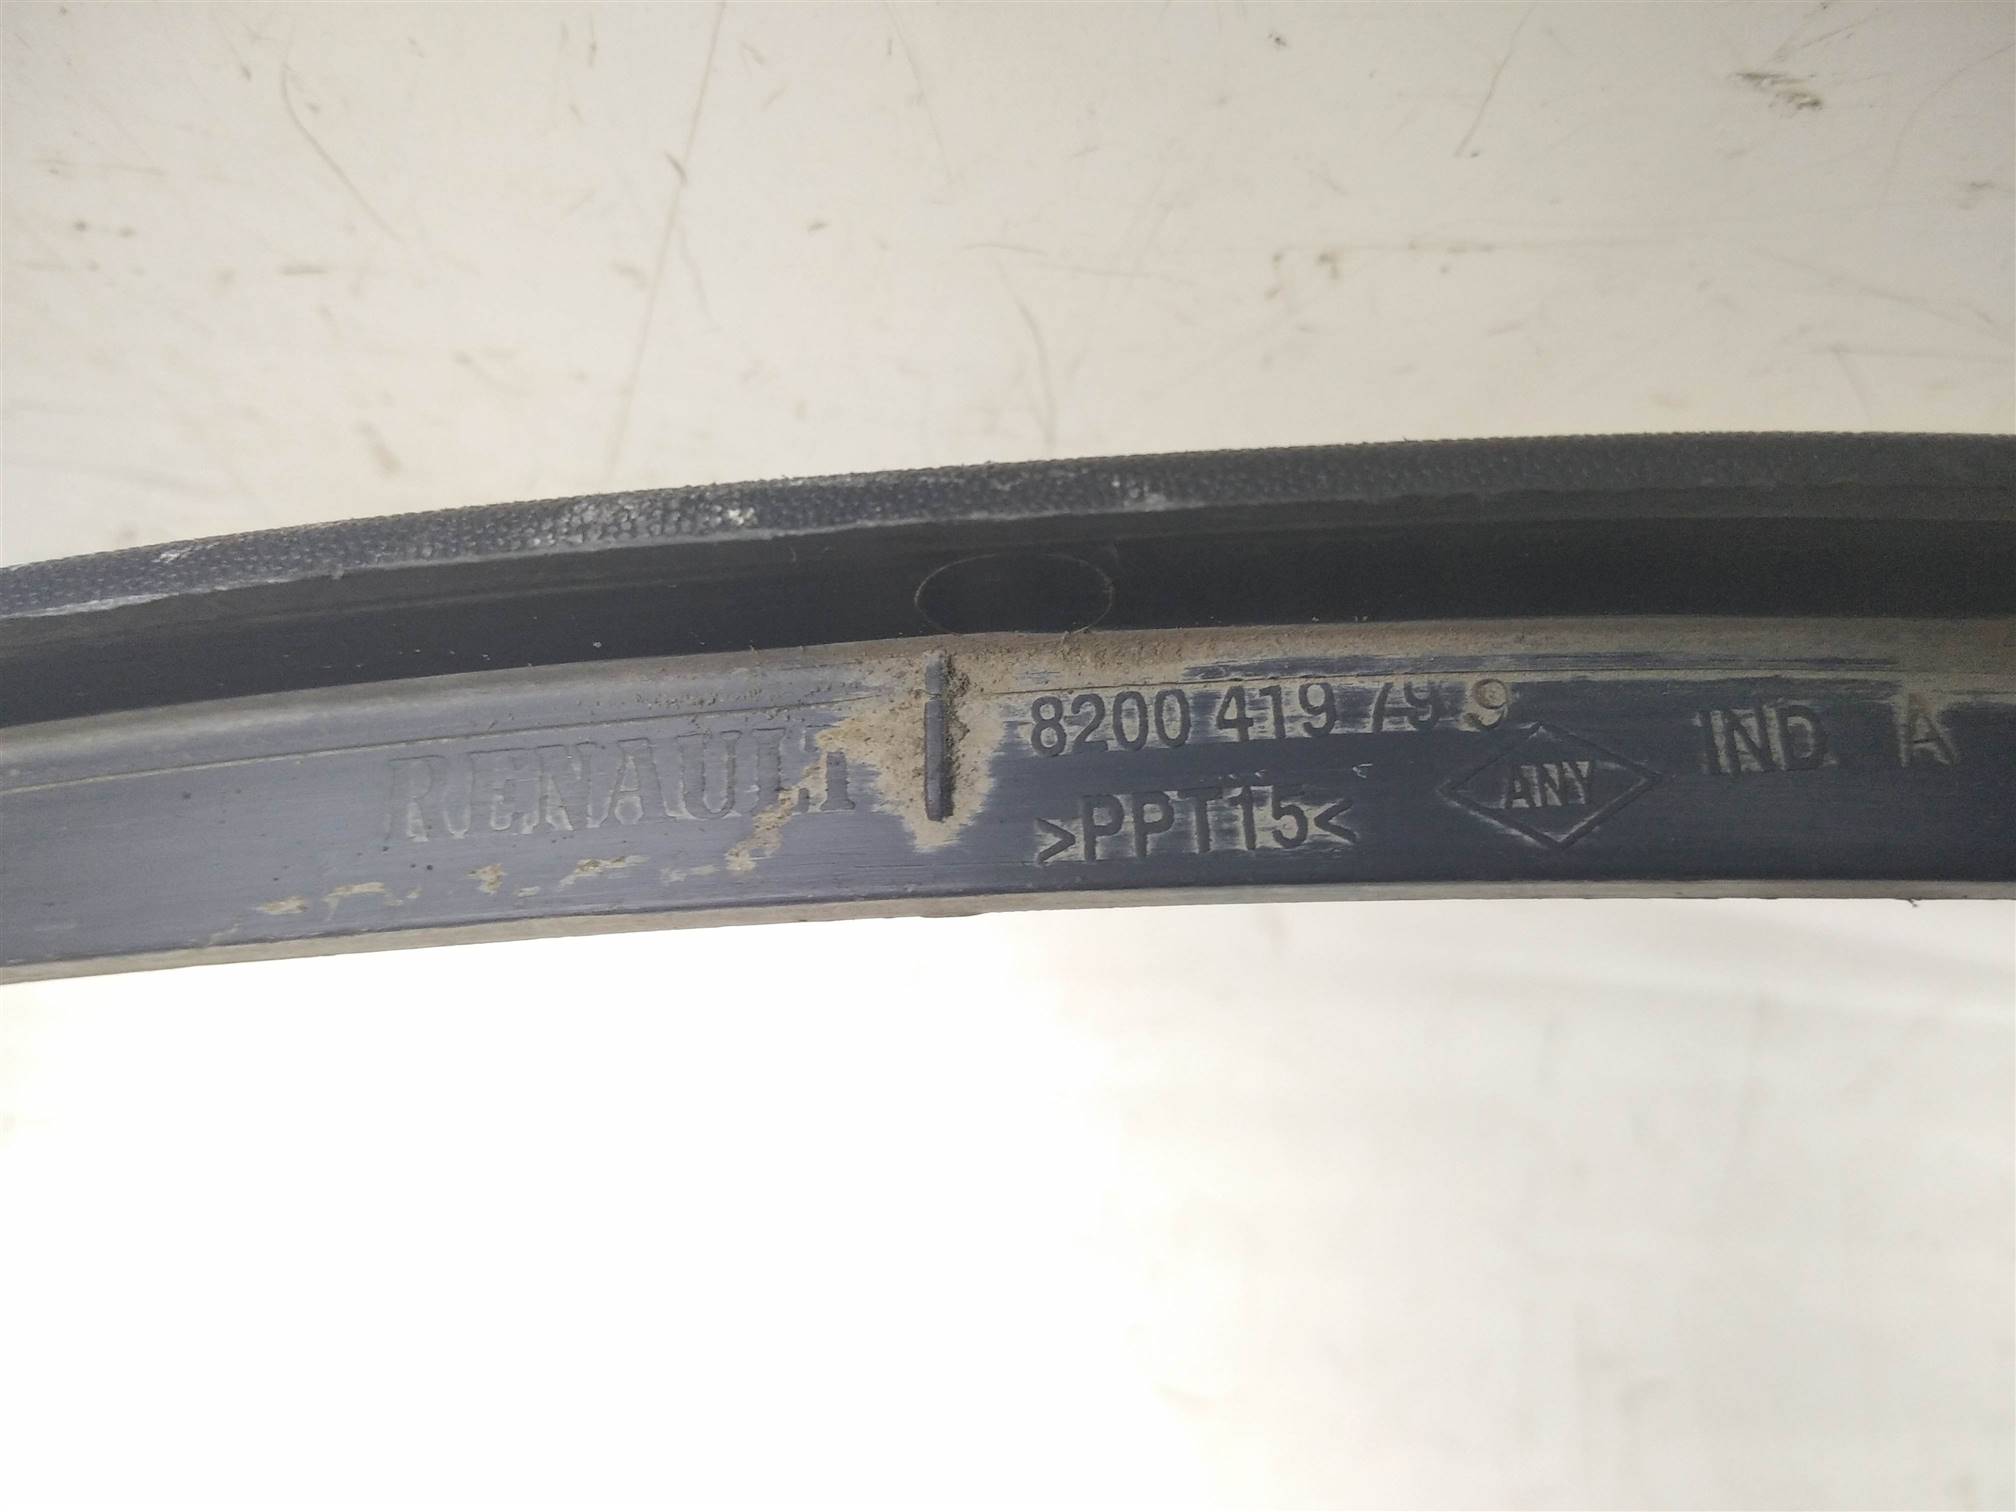 RENAULT
8200 419 799
>PPT15<
ANY
IND A